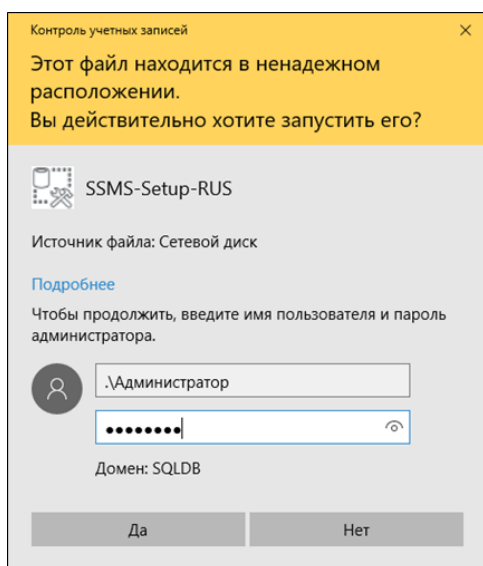 Контроль учетных записей
Этот файл находится в ненадежном
расположении.
Вы действительно хотите запустить его?
SSMS-Setup-RUS
Источник файла: Сетевой диск
Подробнее
Чтобы продолжить, введите имя пользователя и пароль
администратора.
.\Администратор
••••••••
Домен: SQLDB
Да Нет